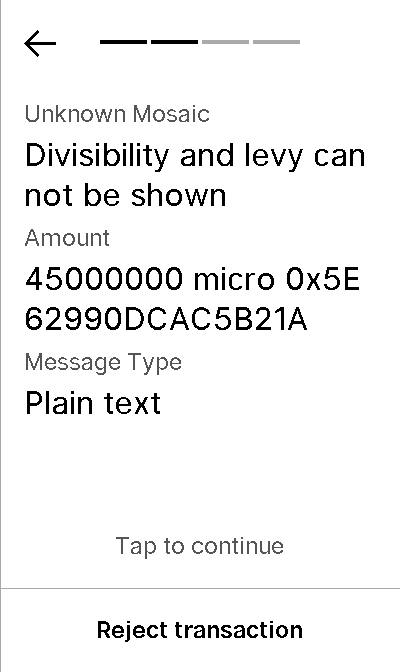 Unknown Mosaic
Divisibility and levy can
not be shown
Amount
45000000 micro 0x5E
62990DCAC5B21A
Message Type
Plain text
Tap to continue
Reject transaction